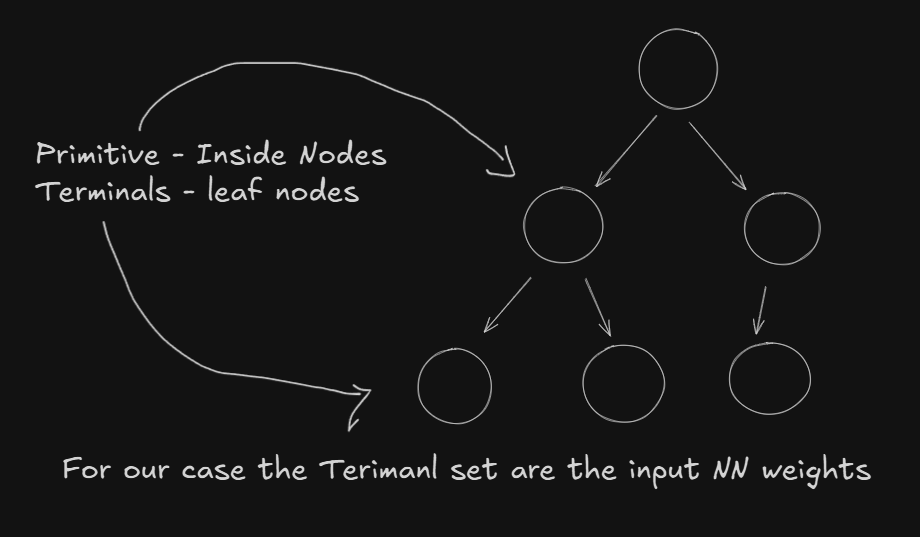 Primitive - Inside Nodes
Terminals - leaf nodes
For our case the Terimanl set are the input NN weights